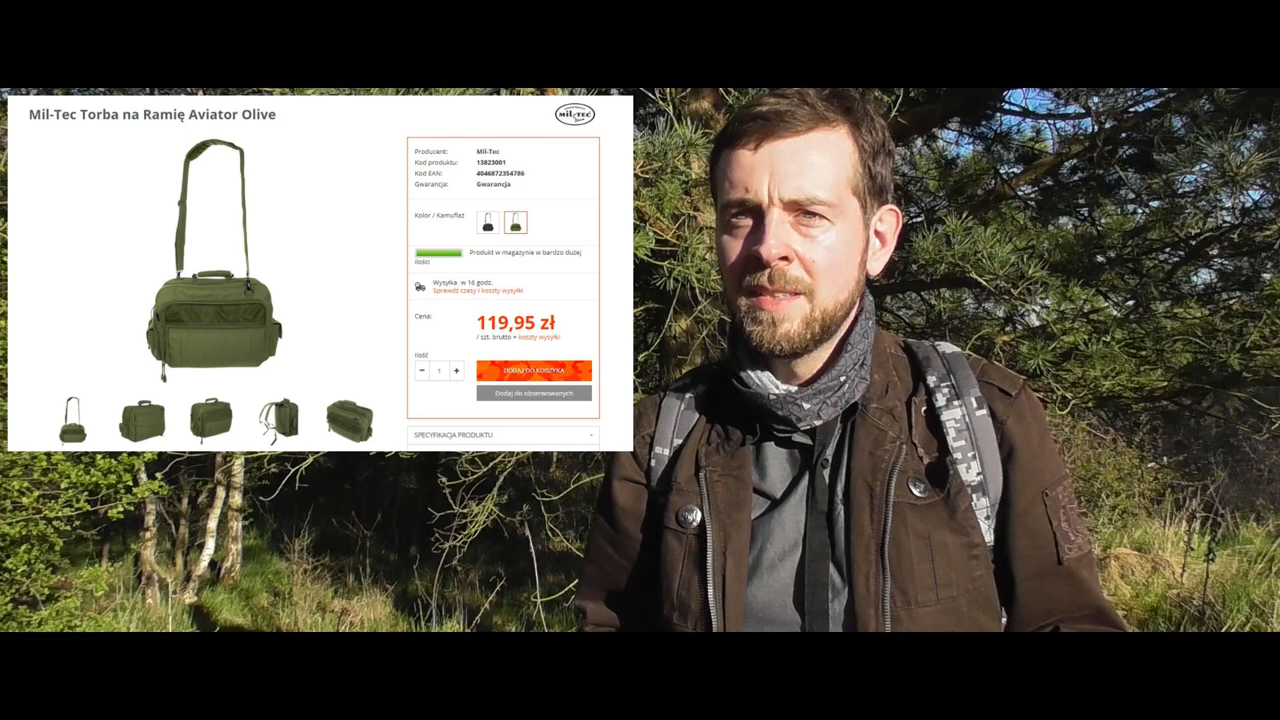 Mil-Tec Torba na Ramię Aviator Olive
MIL-TEC
Producent: Mil-Tec
Kod produktu: 13823001
Kod EAN: 4046872354786
Gwarancja: Gwarancja
Kolor / Kamuflaż
Produkt w magazynie w bardzo dużej
ilości
Wysyłka w 16 godz.
Sprawdź czasy i koszty wysyłki
Cena: 119,95 zł
/ szt. brutto + koszty wysyłki
Ilość
− 1 + DODAJ DO KOSZYKA
Dodaj do obserwowanych
SPECYFIKACJA PRODUKTU -